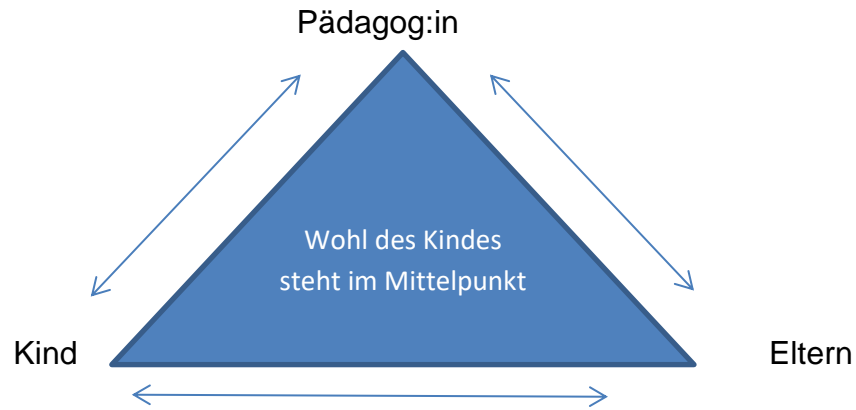 Pädagog:in
Wohl des Kindes
steht im Mittelpunkt
Kind
Eltern